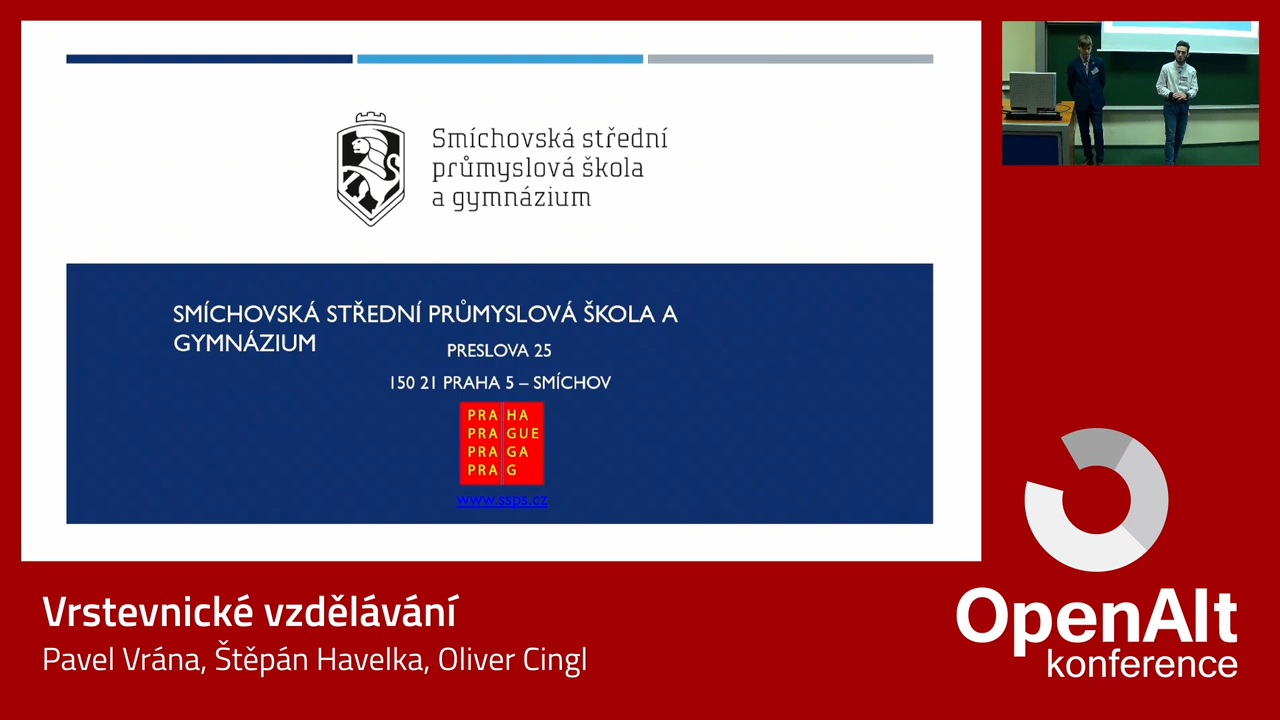 Smíchovská střední
průmyslová škola
a gymnázium
SMÍCHOVSKÁ STŘEDNÍ PRŮMYSLOVÁ ŠKOLA A
GYMNÁZIUM
PRESLOVA 25
150 21 PRAHA 5 – SMÍCHOV
PRA HA
PRA GUE
PRA GA
PRA G
www.ssps.cz
Vrstevnické vzdělávání
Pavel Vrána, Štěpán Havelka, Oliver Cingl
OpenAlt
konference